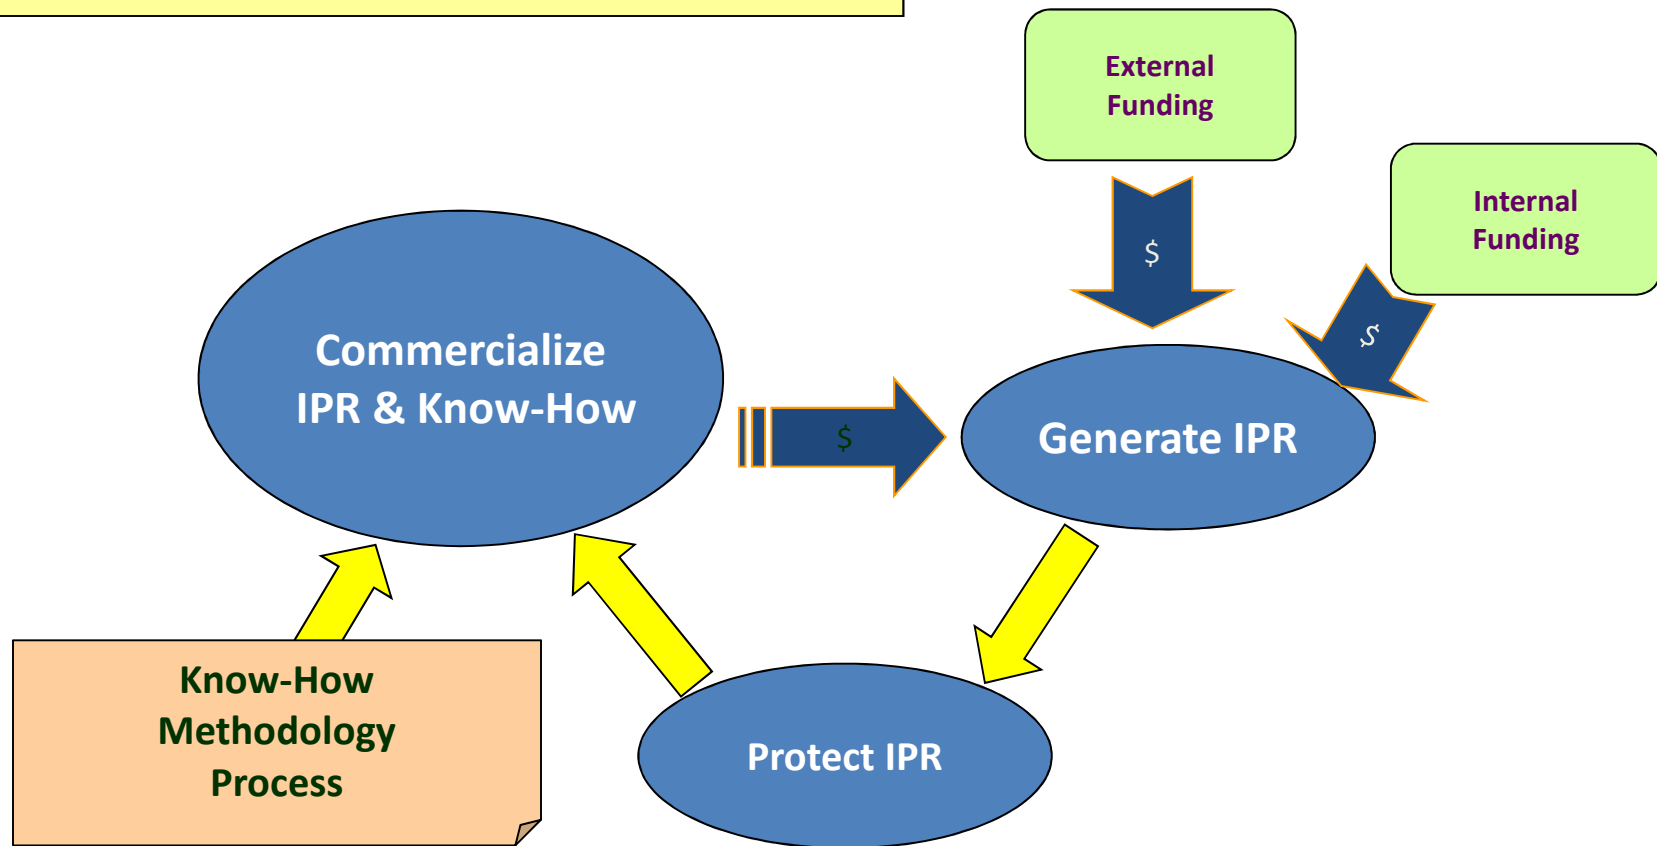 External
Funding
Internal
Funding
$
$
Commercialize
IPR & Know-How
$
Generate IPR
Know-How
Methodology
Process
Protect IPR